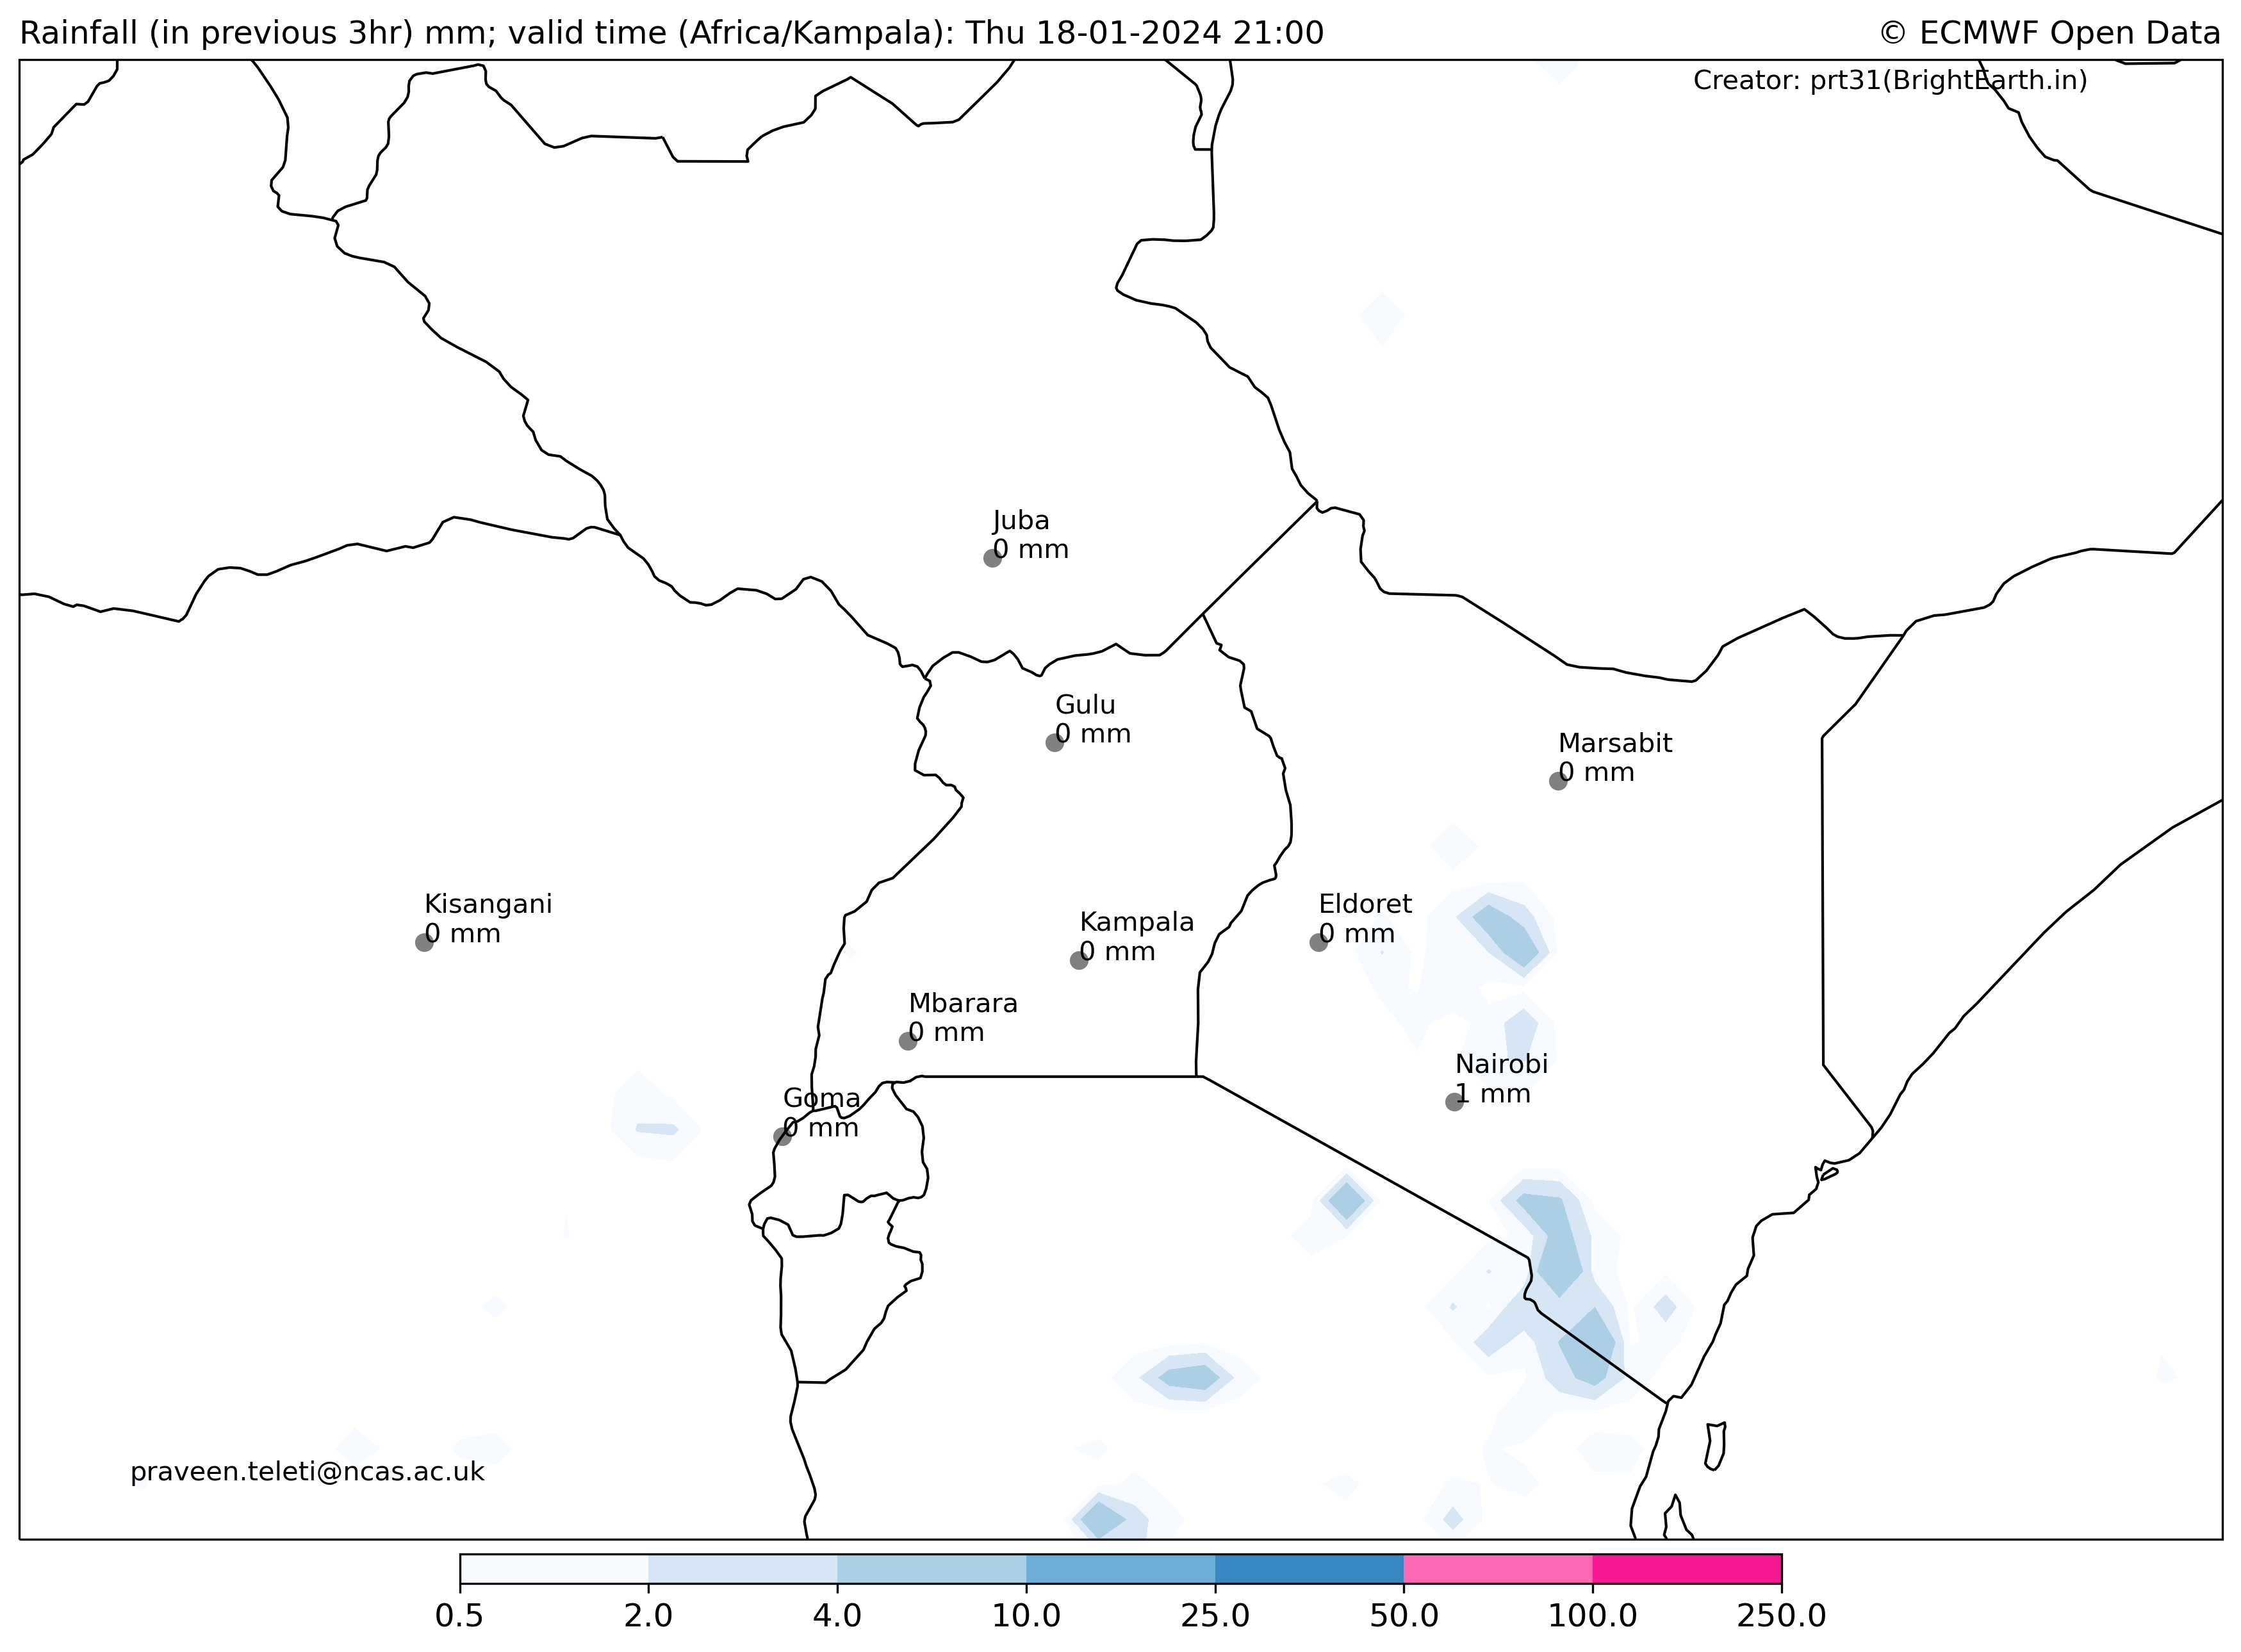 Rainfall (in previous 3hr) mm; valid time (Africa/Kampala): Thu 18-01-2024 21:00
© ECMWF Open Data
Creator: prt31(BrightEarth.in)
Juba
0 mm
Gulu
0 mm
Marsabit
0 mm
Kisangani
0 mm
Eldoret
0 mm
Kampala
0 mm
Mbarara
0 mm
Nairobi
1 mm
Goma
0 mm
praveen.teleti@ncas.ac.uk
0.5 2.0 4.0 10.0 25.0 50.0 100.0 250.0